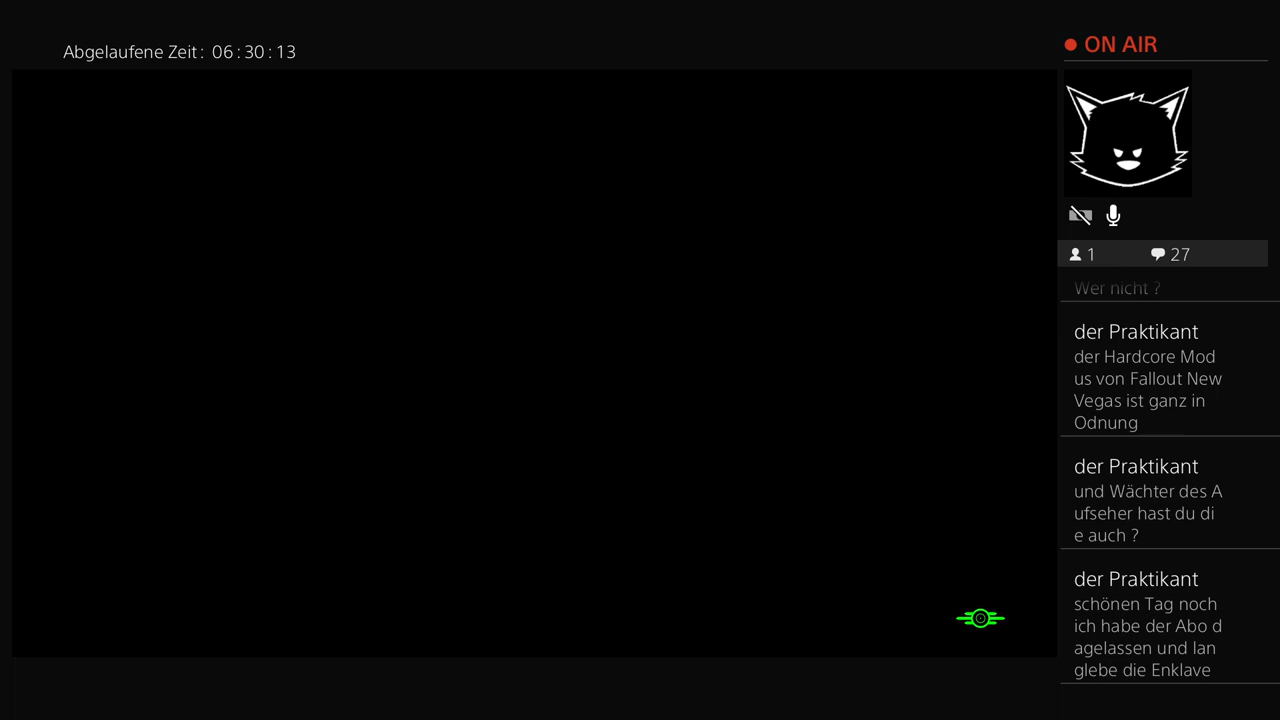 Abgelaufene Zeit: 06:30:13
ON AIR
1
27
Wer nicht ?
der Praktikant
der Hardcore Mod
us von Fallout New
Vegas ist ganz in
Odnung
der Praktikant
und Wächter des A
ufseher hast du di
e auch ?
der Praktikant
schönen Tag noch
ich habe der Abo d
agelassen und lan
glebe die Enklave